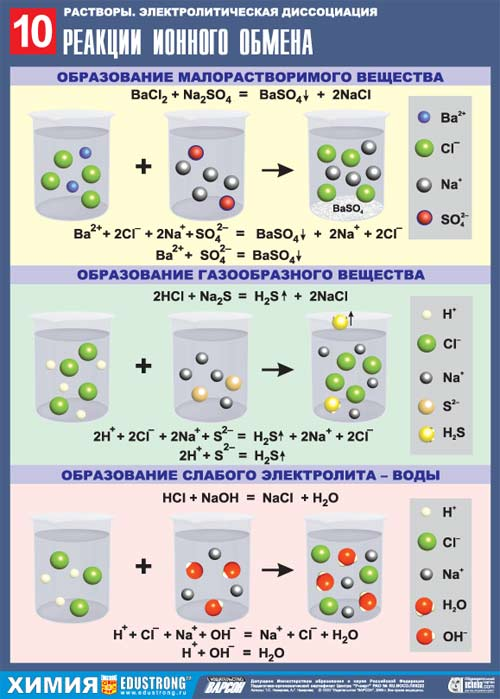 10
РАСТВОРЫ. ЭЛЕКТРОЛИТИЧЕСКАЯ ДИССОЦИАЦИЯ
РЕАКЦИИ ИОННОГО ОБМЕНА
ОБРАЗОВАНИЕ МАЛОРАСТВОРИМОГО ВЕЩЕСТВА
BaCl₂ + Na₂SO₄ = BaSO₄↓ + 2NaCl
+ →
BaSO₄
Ba²⁺
Cl⁻
Na⁺
SO₄²⁻
Ba²⁺+ 2Cl⁻ + 2Na⁺+SO₄²⁻ = BaSO₄↓ + 2Na⁺ + 2Cl⁻
Ba²⁺+ SO₄²⁻ = BaSO₄↓
ОБРАЗОВАНИЕ ГАЗООБРАЗНОГО ВЕЩЕСТВА
2HCl + Na₂S = H₂S↑ + 2NaCl
+ →
H⁺
Cl⁻
Na⁺
S²⁻
H₂S
2H⁺+ 2Cl⁻ + 2Na⁺+ S²⁻ = H₂S↑ + 2Na⁺ + 2Cl⁻
2H⁺+ S²⁻ = H₂S↑
ОБРАЗОВАНИЕ СЛАБОГО ЭЛЕКТРОЛИТА – ВОДЫ
HCl + NaOH = NaCl + H₂O
+ →
H⁺
Cl⁻
Na⁺
H₂O
OH⁻
H⁺+ Cl⁻ + Na⁺+ OH⁻ = Na⁺+ Cl⁻ + H₂O
H⁺+ OH⁻ = H₂O
ХИМИЯ
EDUSTRONG
www.edustrong.ru
ВАРСОН